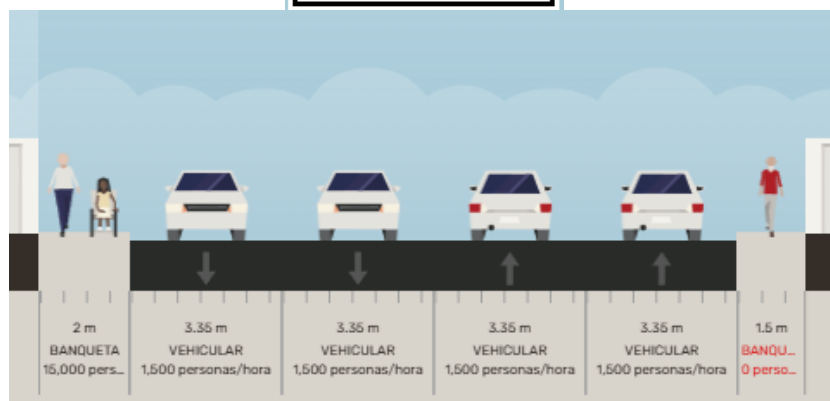 2 m
BANQUETA
15,000 pers...
3.35 m
VEHICULAR
1,500 personas/hora
3.35 m
VEHICULAR
1,500 personas/hora
3.35 m
VEHICULAR
1,500 personas/hora
3.35 m
VEHICULAR
1,500 personas/hora
1.5 m
BANQU...
0 perso...